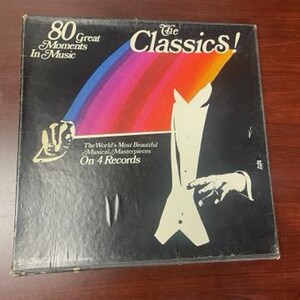 80 Great
Moments
In Music
The
Classics!
The World's Most Beautiful
Musical Masterpieces
On 4 Records